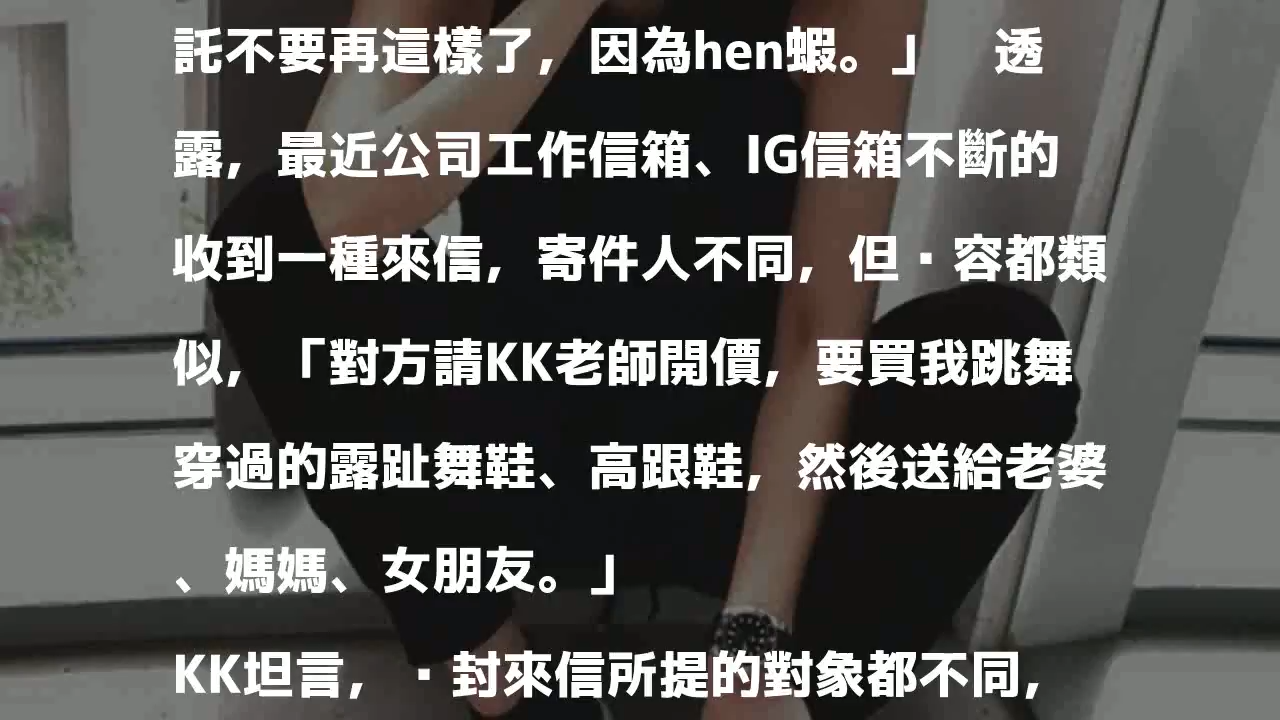 託不要再這樣了，因為hen蝦。」　透
露，最近公司工作信箱、IG信箱不斷的
收到一種來信，寄件人不同，但▪容都類
似，「對方請KK老師開價，要買我跳舞
穿過的露趾舞鞋、高跟鞋，然後送給老婆
、媽媽、女朋友。」
KK坦言，▪封來信所提的對象都不同，